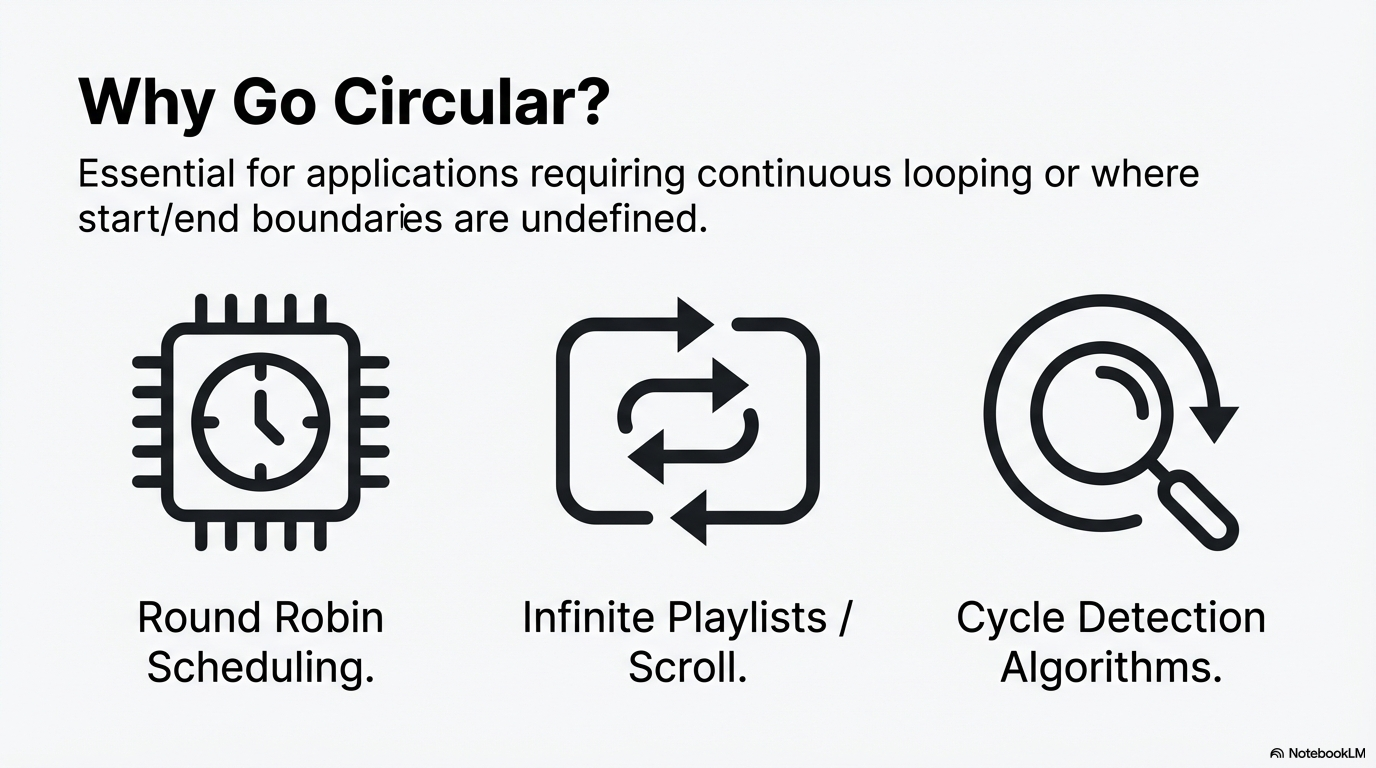 Why Go Circular?
Essential for applications requiring continuous looping or where
start/end boundaries are undefined.
Round Robin
Scheduling.
Infinite Playlists /
Scroll.
Cycle Detection
Algorithms.
NotebookLM